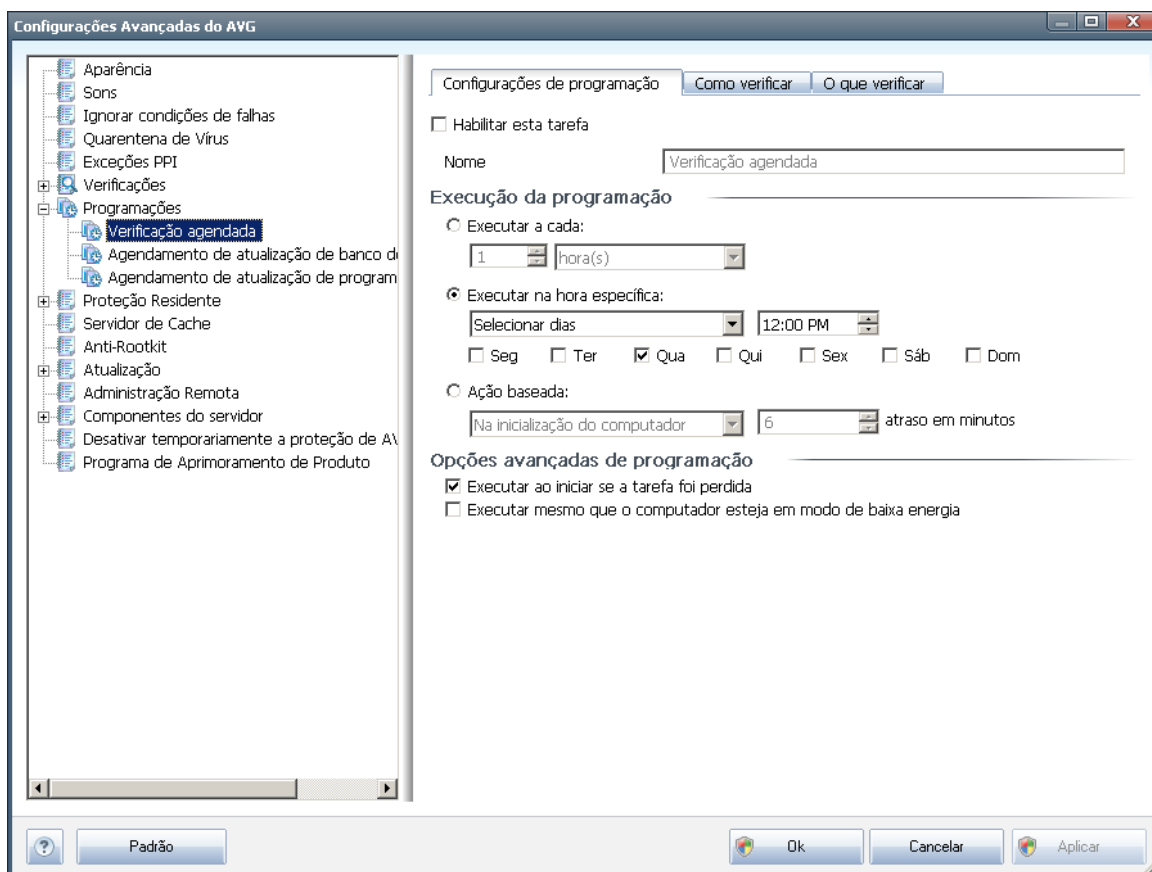 Configurações Avançadas do AVG
Aparência
Sons
Ignorar condições de falhas
Quarentena de Vírus
Exceções PPI
Verificações
Programações
Verificação agendada
Agendamento de atualização de banco d
Agendamento de atualização de program
Proteção Residente
Servidor de Cache
Anti-Rootkit
Atualização
Administração Remota
Componentes do servidor
Desativar temporariamente a proteção de
Programa de Aprimoramento de Produto
Configurações de programação Como verificar O que verificar
Habilitar esta tarefa
Nome Verificação agendada
Execução da programação
Executar a cada:
1 hora(s)
Executar na hora específica:
Selecionar dias 12:00 PM
Seg Ter Qua Qui Sex Sáb Dom
Ação baseada:
Na inicialização do computador 6 atraso em minutos
Opções avançadas de programação
Executar ao iniciar se a tarefa foi perdida
Executar mesmo que o computador esteja em modo de baixa energia
? Padrão Ok Cancelar Aplicar